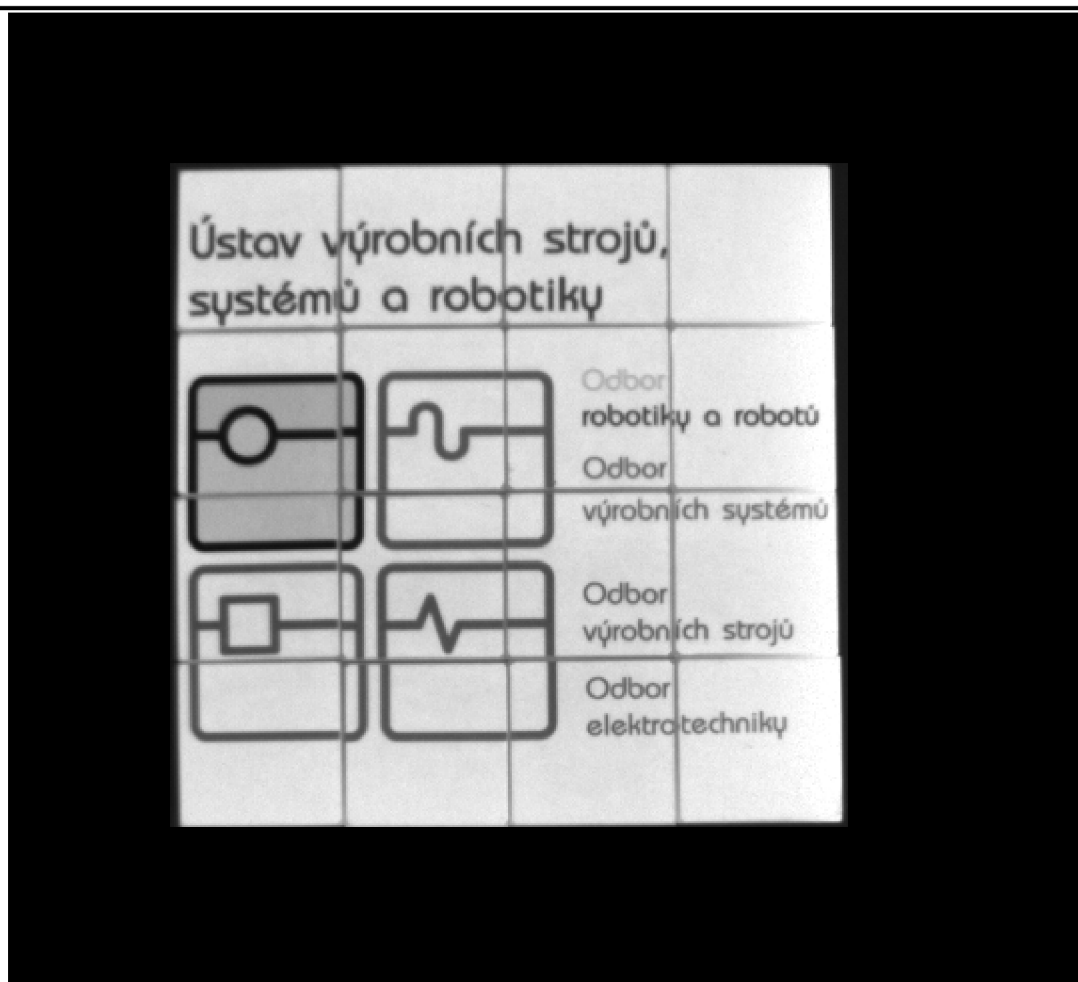 Ústav výrobních strojů,
systémů a robotiky
Odbor
robotiky a robotů
Odbor
výrobních systémů
Odbor
výrobních strojů
Odbor
elektrotechniky